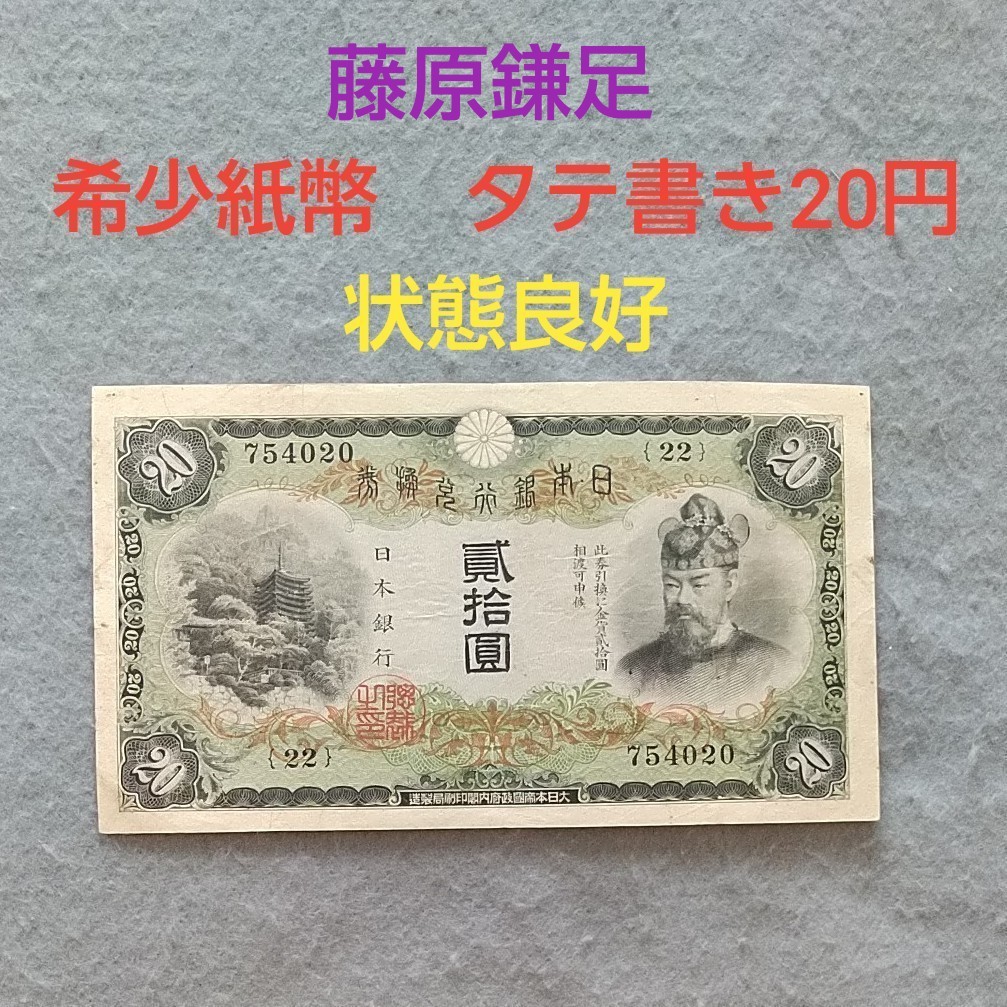 藤原鎌足
希少紙幣　タテ書き20円
状態良好
20
754020
{22}
20
日本銀行兌換券
此券引換に金貨貳拾圓
相渡可申候
貳拾圓
日本銀行
{22}
754020
20
20
大日本帝國政府内閣印刷局製造